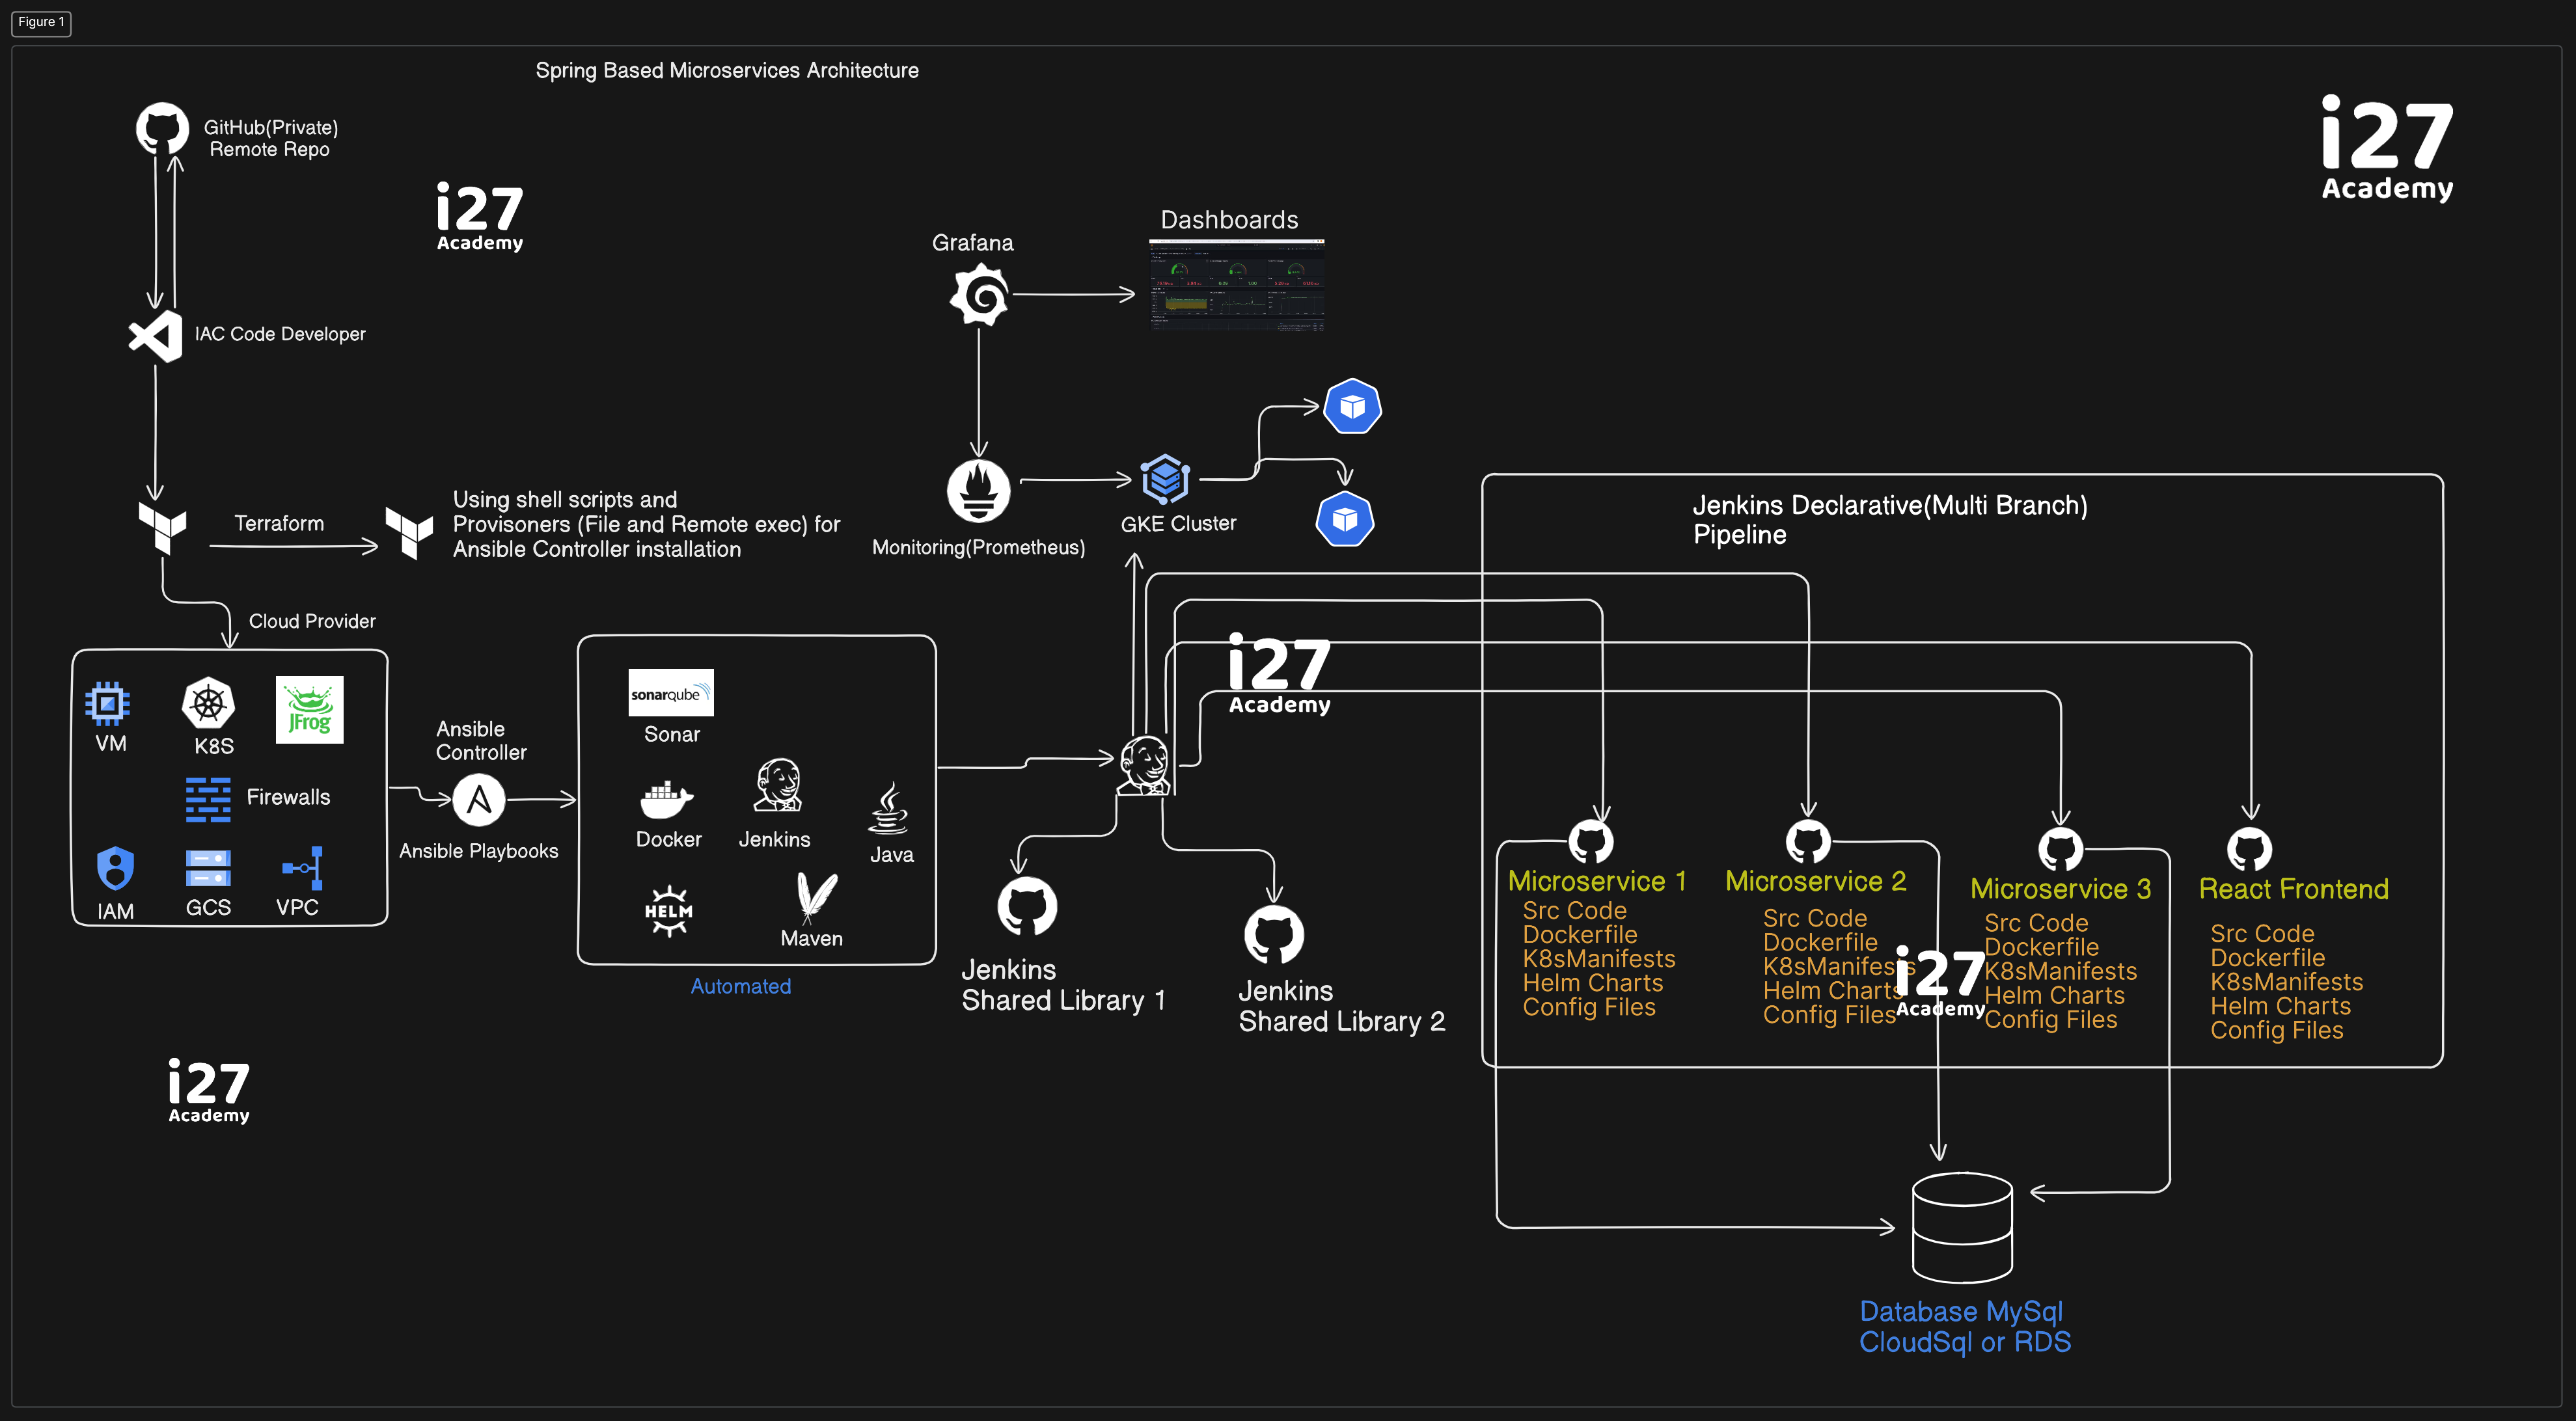 Figure 1
Spring Based Microservices Architecture
GitHub(Private)
Remote Repo
i27
Academy
i27
Academy
IAC Code Developer
Grafana
Dashboards
Terraform
Using shell scripts and
Provisoners (File and Remote exec) for
Ansible Controller installation
Monitoring(Prometheus)
GKE Cluster
Jenkins Declarative(Multi Branch)
Pipeline
Cloud Provider
VM
K8S
JFrog
Firewalls
IAM
GCS
VPC
Ansible
Controller
Ansible Playbooks
sonarqube
Sonar
Docker
Jenkins
Java
HELM
Maven
Automated
i27
Academy
Jenkins
Shared Library 1
Jenkins
Shared Library 2
Microservice 1
Src Code
Dockerfile
K8sManifests
Helm Charts
Config Files
Microservice 2
Src Code
Dockerfile
K8sManifests
Helm Charts
Config Files
i27
Academy
Microservice 3
Src Code
Dockerfile
K8sManifests
Helm Charts
Config Files
React Frontend
Src Code
Dockerfile
K8sManifests
Helm Charts
Config Files
i27
Academy
Database MySql
CloudSql or RDS